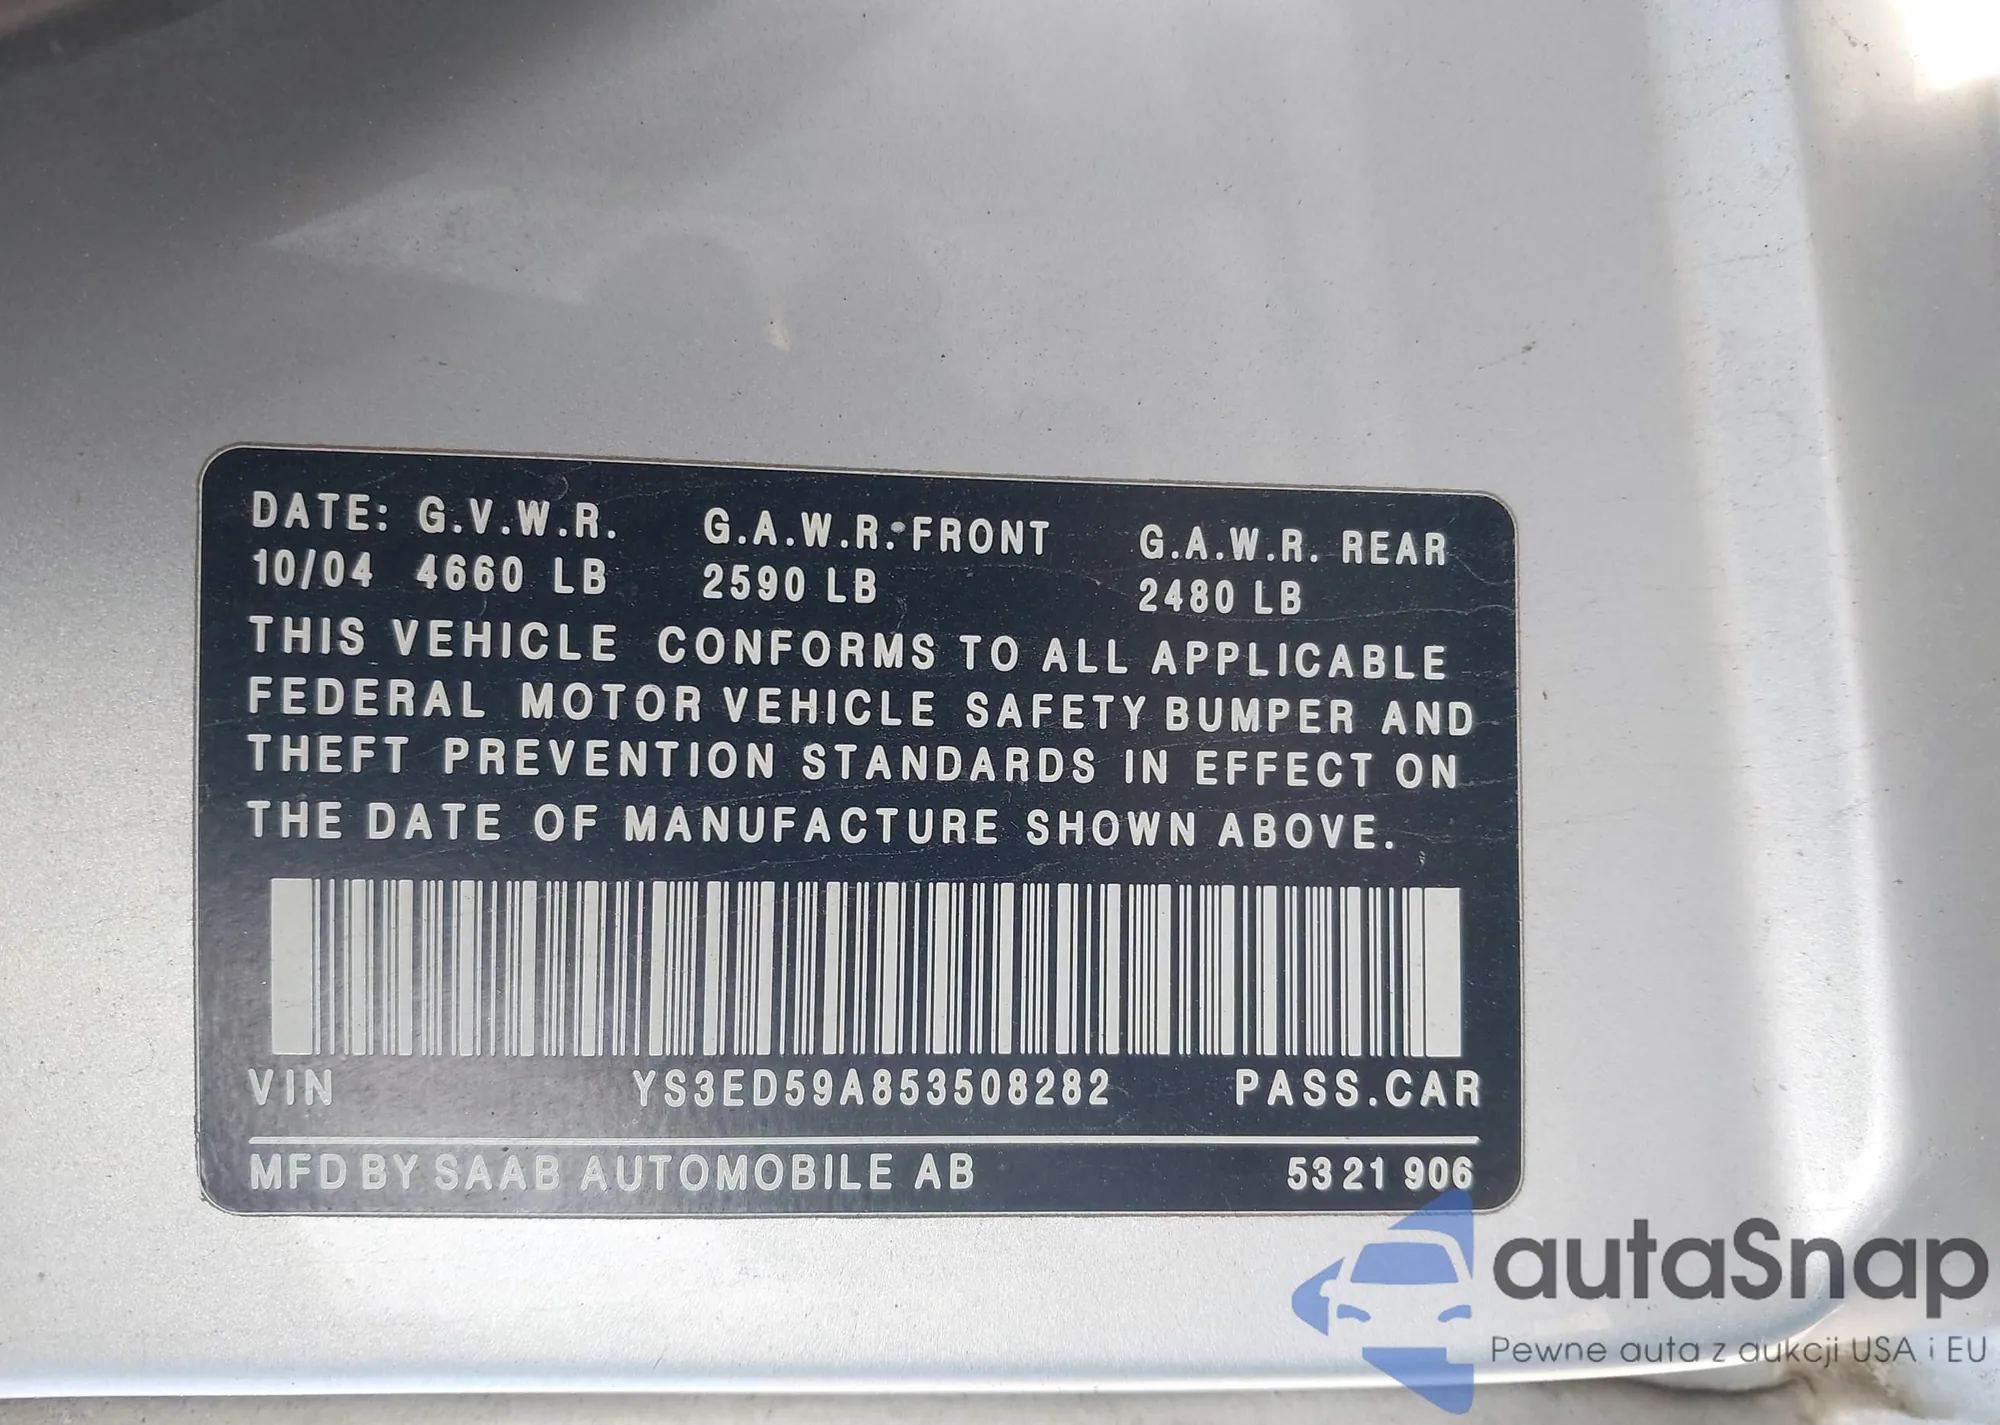 DATE: G.V.W.R. G.A.W.R. FRONT G.A.W.R. REAR
10/04 4660 LB 2590 LB 2480 LB
THIS VEHICLE CONFORMS TO ALL APPLICABLE
FEDERAL MOTOR VEHICLE SAFETY BUMPER AND
THEFT PREVENTION STANDARDS IN EFFECT ON
THE DATE OF MANUFACTURE SHOWN ABOVE.
VIN YS3ED59A853508282 PASS.CAR
MFD BY SAAB AUTOMOBILE AB 53 21 906
autaSnap
Pewne auta z aukcji USA i EU